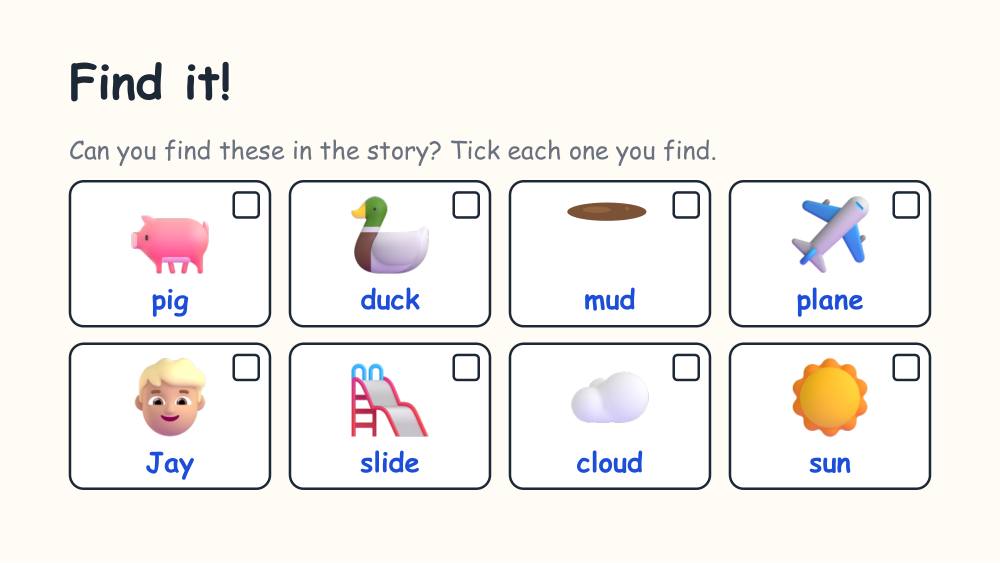 Find it!
Can you find these in the story? Tick each one you find.
pig
duck
mud
plane
Jay
slide
cloud
sun